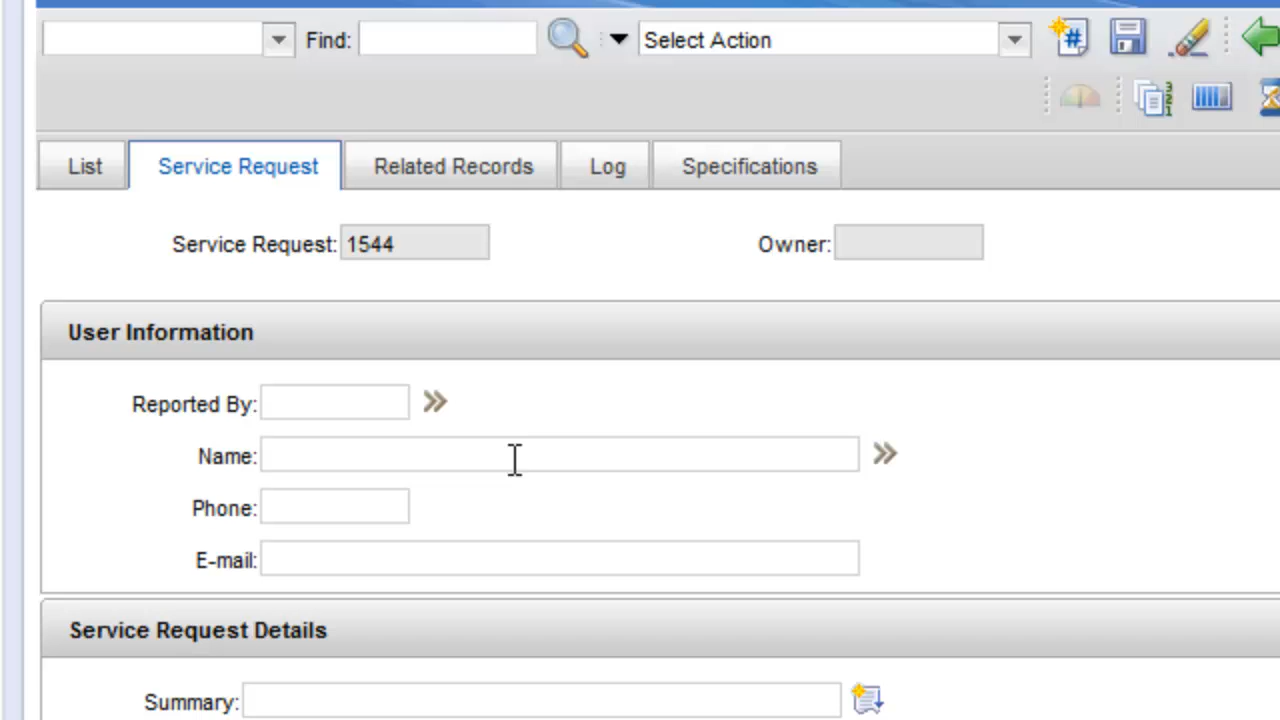 Find: Select Action
List Service Request Related Records Log Specifications
Service Request: 1544 Owner:
User Information
Reported By:
Name:
Phone:
E-mail:
Service Request Details
Summary: